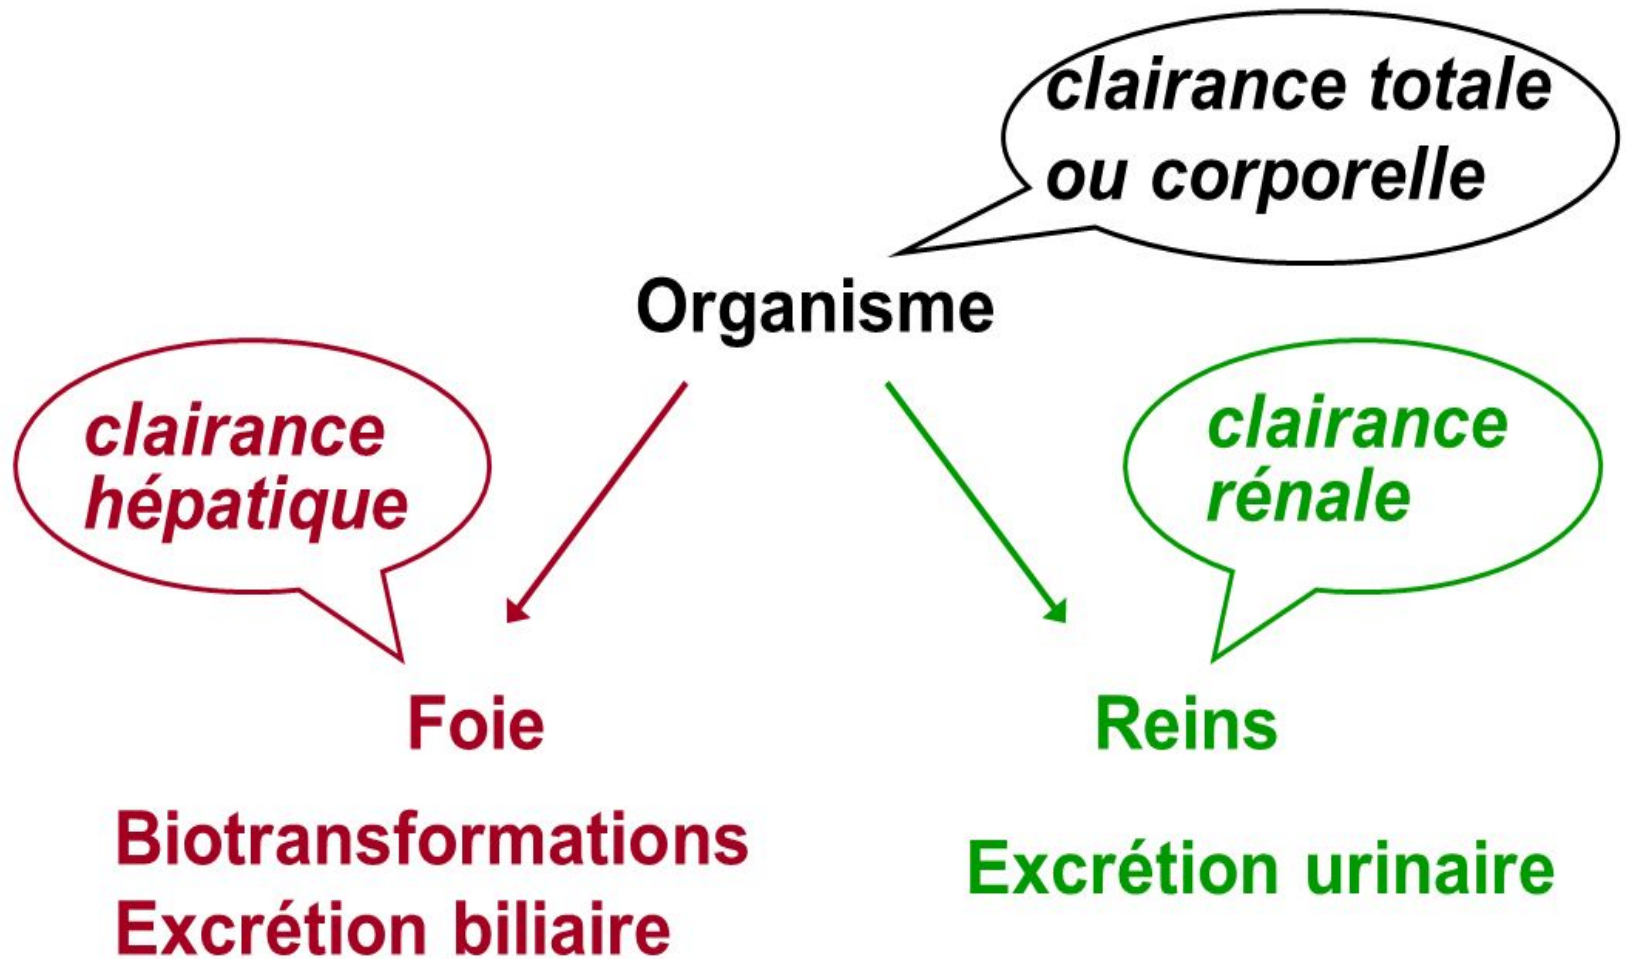 clairance totale
ou corporelle
Organisme
clairance
hépatique
clairance
rénale
Foie
Reins
Biotransformations
Excrétion biliaire
Excrétion urinaire